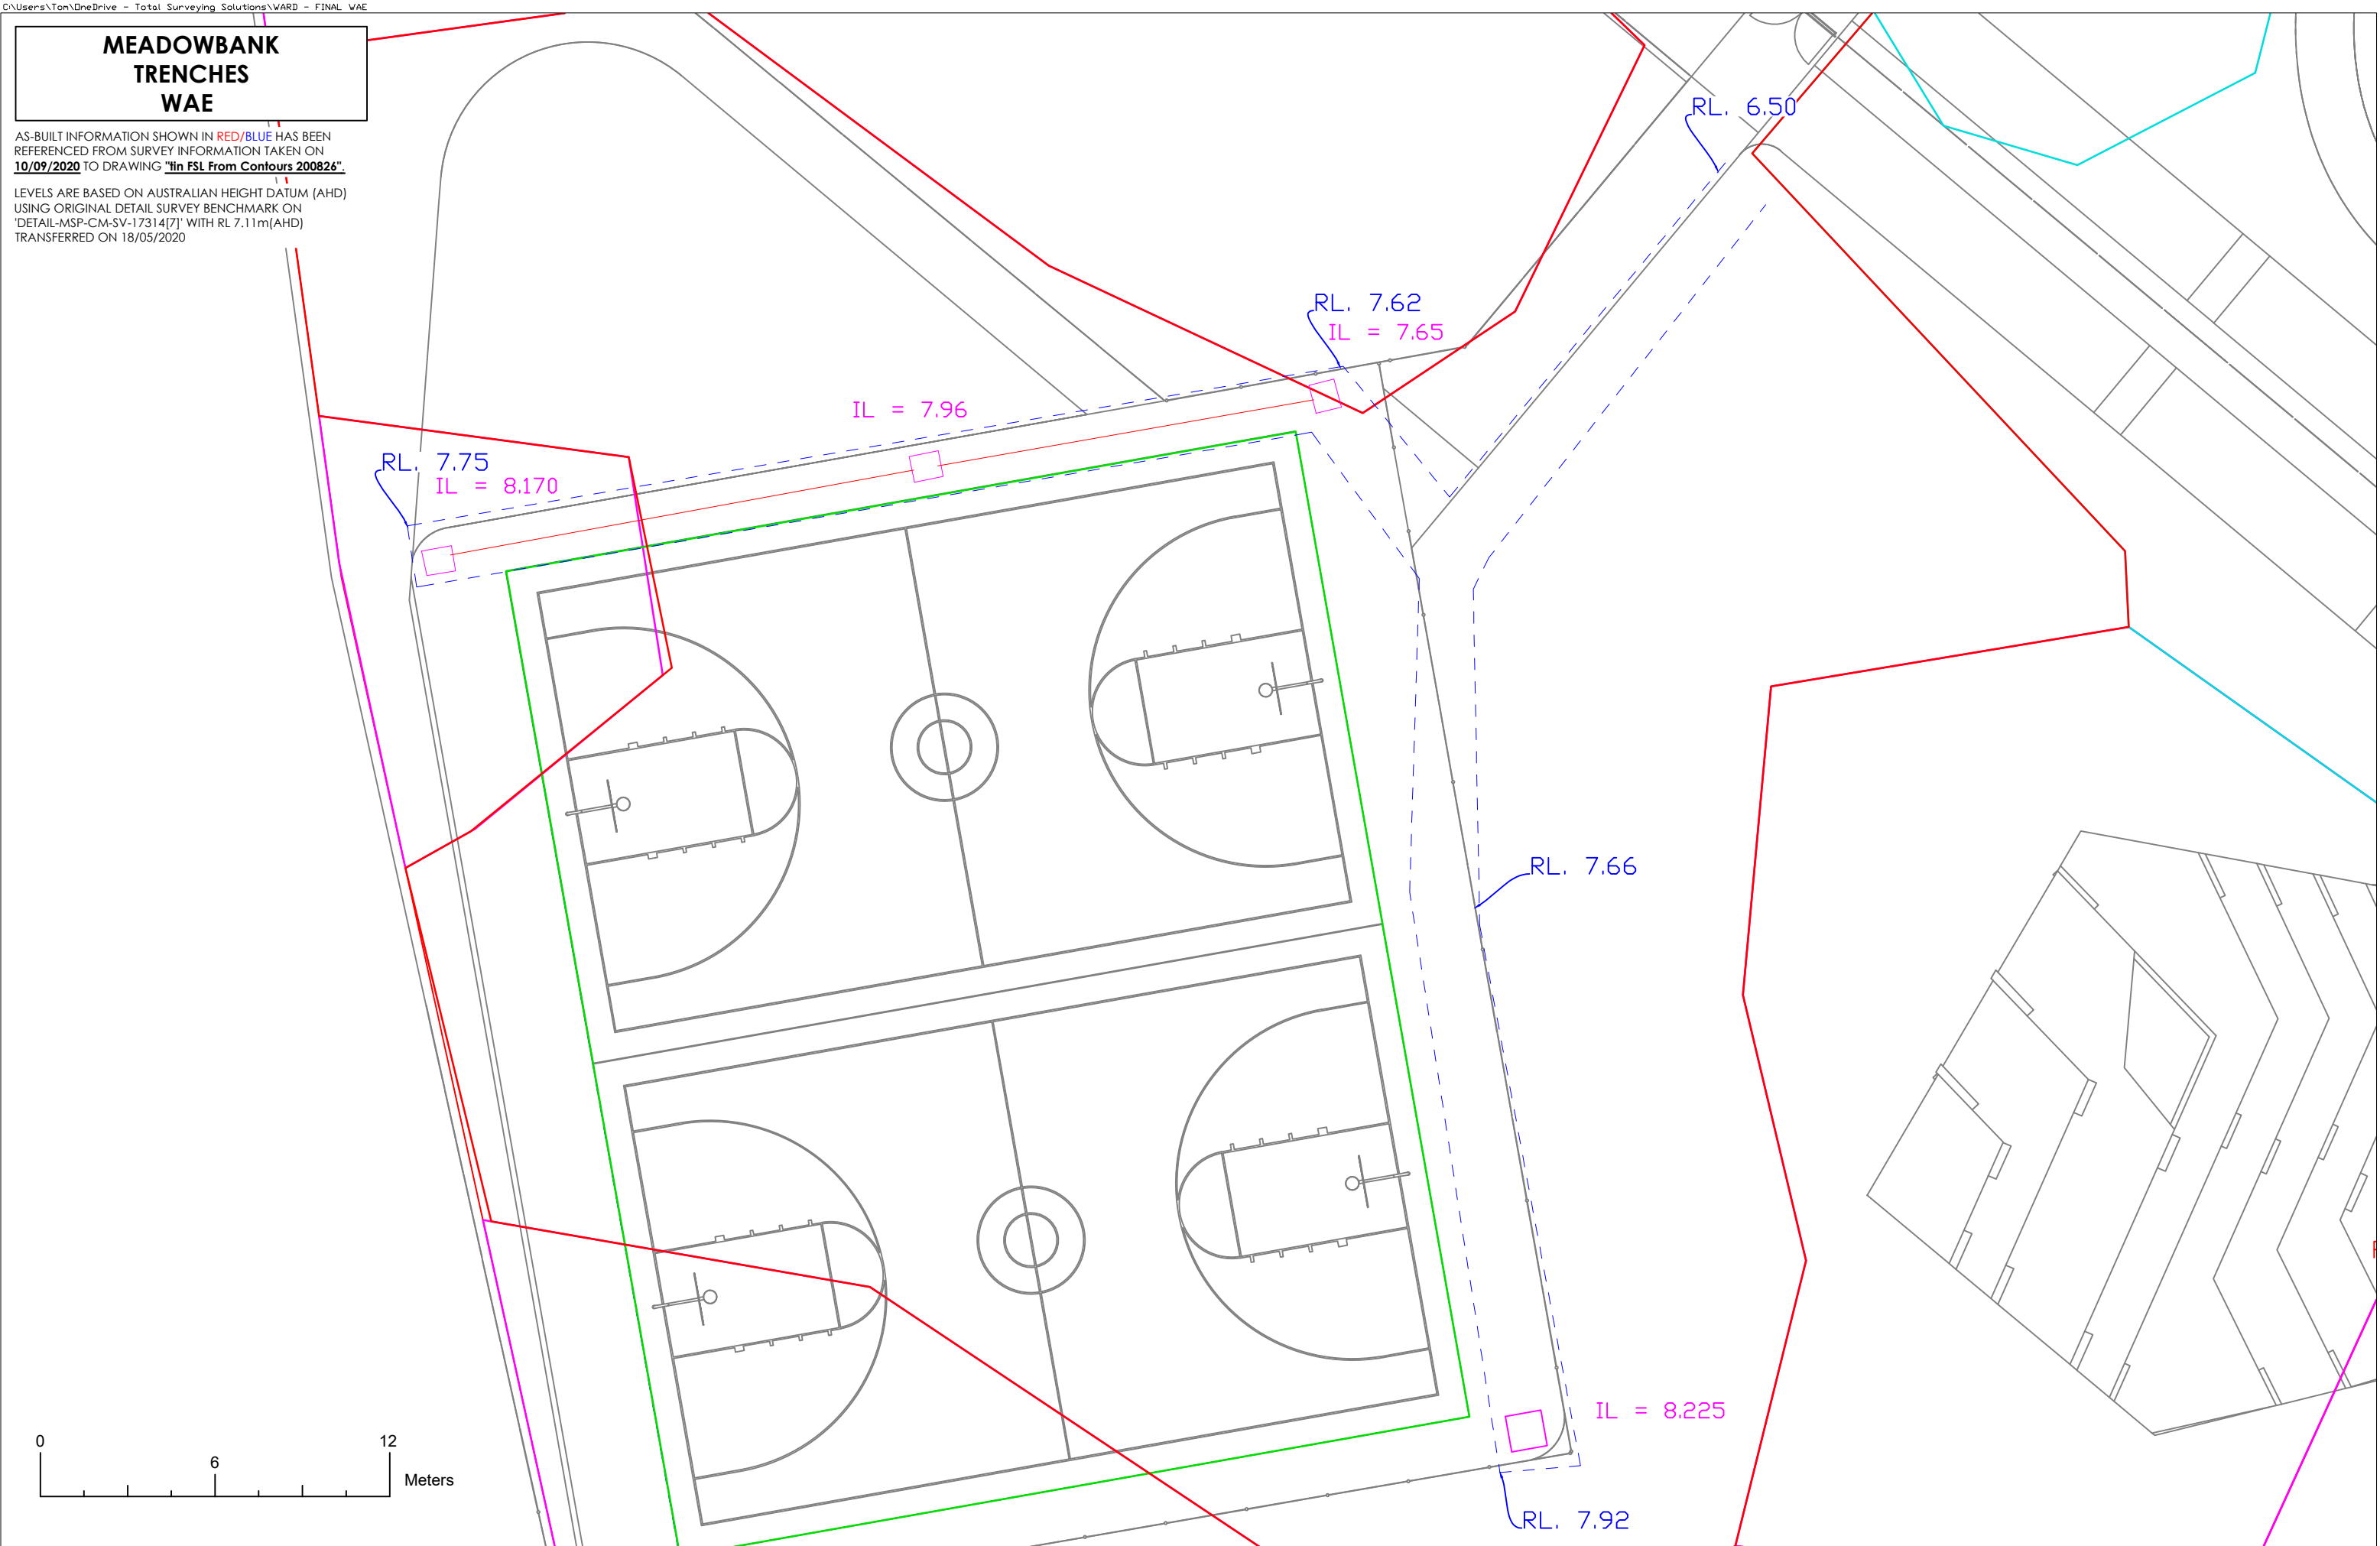 C:\Users\Tom\OneDrive - Total Surveying Solutions\WARD - FINAL WAE
MEADOWBANK
TRENCHES
WAE
AS-BUILT INFORMATION SHOWN IN RED/BLUE HAS BEEN
REFERENCED FROM SURVEY INFORMATION TAKEN ON
10/09/2020 TO DRAWING "tin FSL From Contours 200826".
LEVELS ARE BASED ON AUSTRALIAN HEIGHT DATUM (AHD)
USING ORIGINAL DETAIL SURVEY BENCHMARK ON
'DETAIL-MSP-CM-SV-17314[7]' WITH RL 7.11m(AHD)
TRANSFERRED ON 18/05/2020
RL. 6.50
RL. 7.62
IL = 7.65
IL = 7.96
RL. 7.75
IL = 8.170
RL. 7.66
IL = 8.225
RL. 7.92
0
6
12
Meters